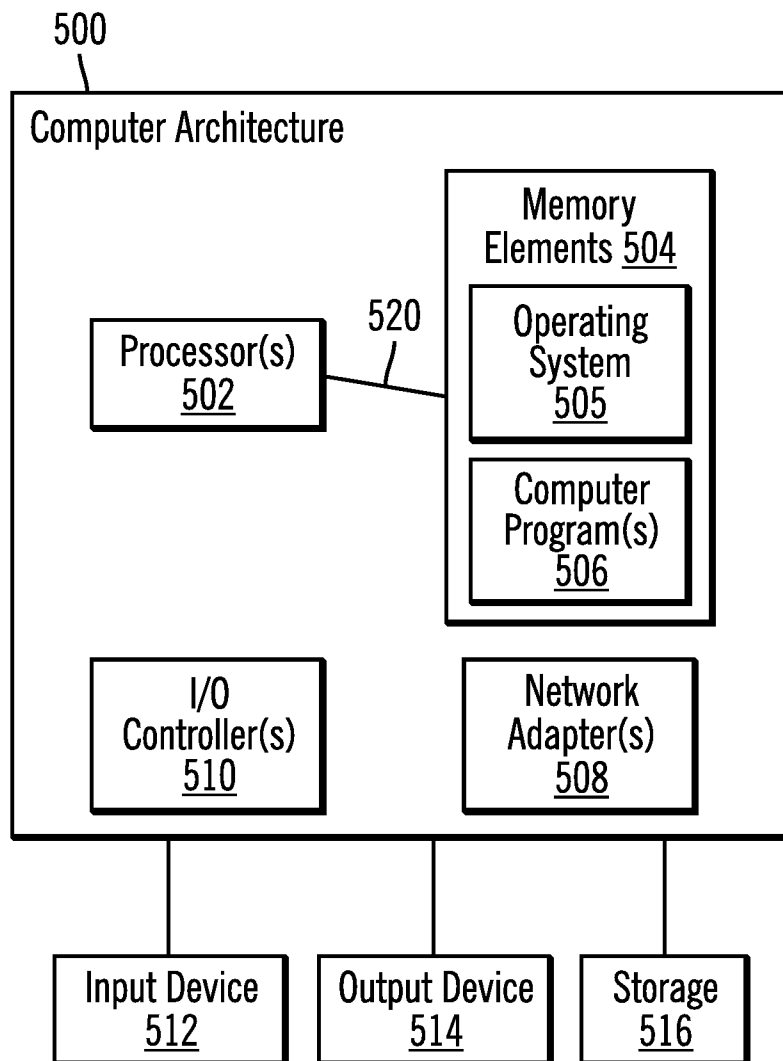 500
Computer Architecture
Memory
Elements 504
Operating
System
505
520
Processor(s)
502
Computer
Program(s)
506
I/O
Controller(s)
510
Network
Adapter(s)
508
Input Device
512
Output Device
514
Storage
516